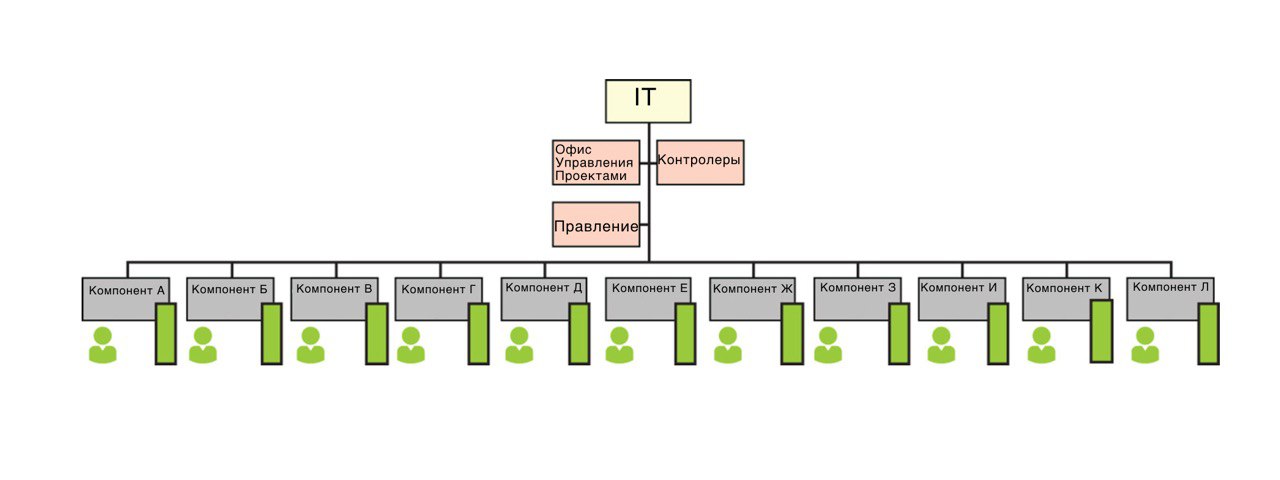 IT
Офис
Управления
Проектами
Контролеры
Правление
Компонент А
Компонент Б
Компонент В
Компонент Г
Компонент Д
Компонент Е
Компонент Ж
Компонент З
Компонент И
Компонент К
Компонент Л